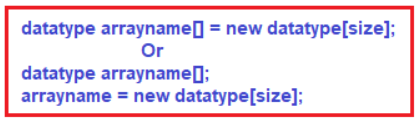 datatype arrayname[] = new datatype[size];
Or
datatype arrayname[];
arrayname = new datatype[size];